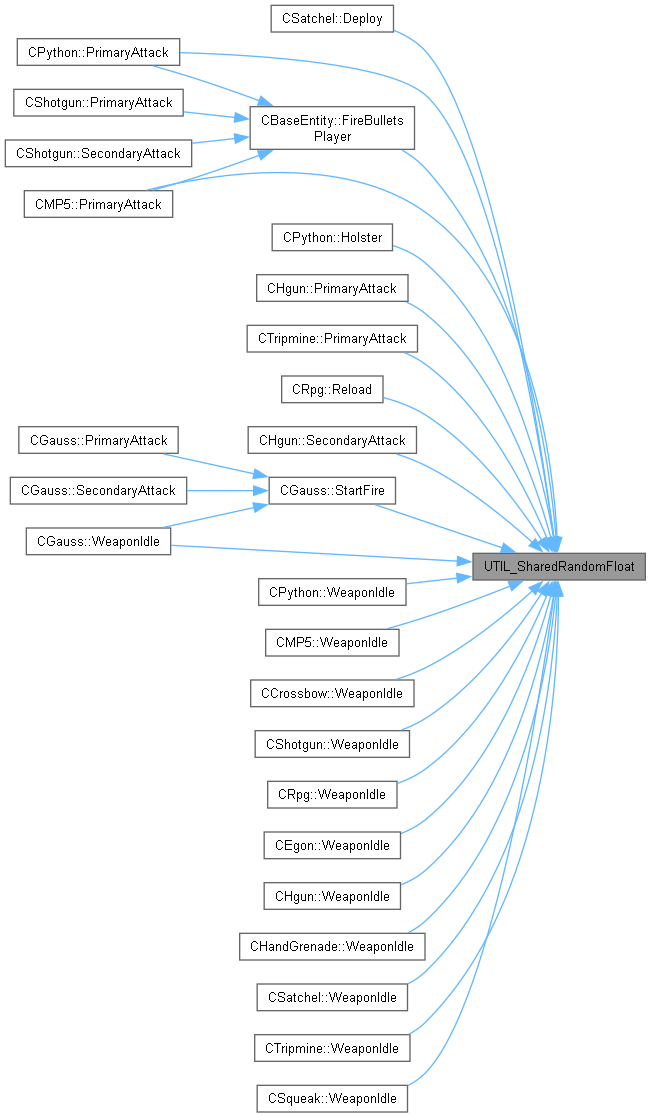 CSatchel::Deploy
CPython::PrimaryAttack
CShotgun::PrimaryAttack
CBaseEntity::FireBullets
Player
CShotgun::SecondaryAttack
CMP5::PrimaryAttack
CPython::Holster
CHgun::PrimaryAttack
CTripmine::PrimaryAttack
CRpg::Reload
CGauss::PrimaryAttack
CHgun::SecondaryAttack
CGauss::SecondaryAttack
CGauss::StartFire
CGauss::WeaponIdle
UTIL_SharedRandomFloat
CPython::WeaponIdle
CMP5::WeaponIdle
CCrossbow::WeaponIdle
CShotgun::WeaponIdle
CRpg::WeaponIdle
CEgon::WeaponIdle
CHgun::WeaponIdle
CHandGrenade::WeaponIdle
CSatchel::WeaponIdle
CTripmine::WeaponIdle
CSqueak::WeaponIdle